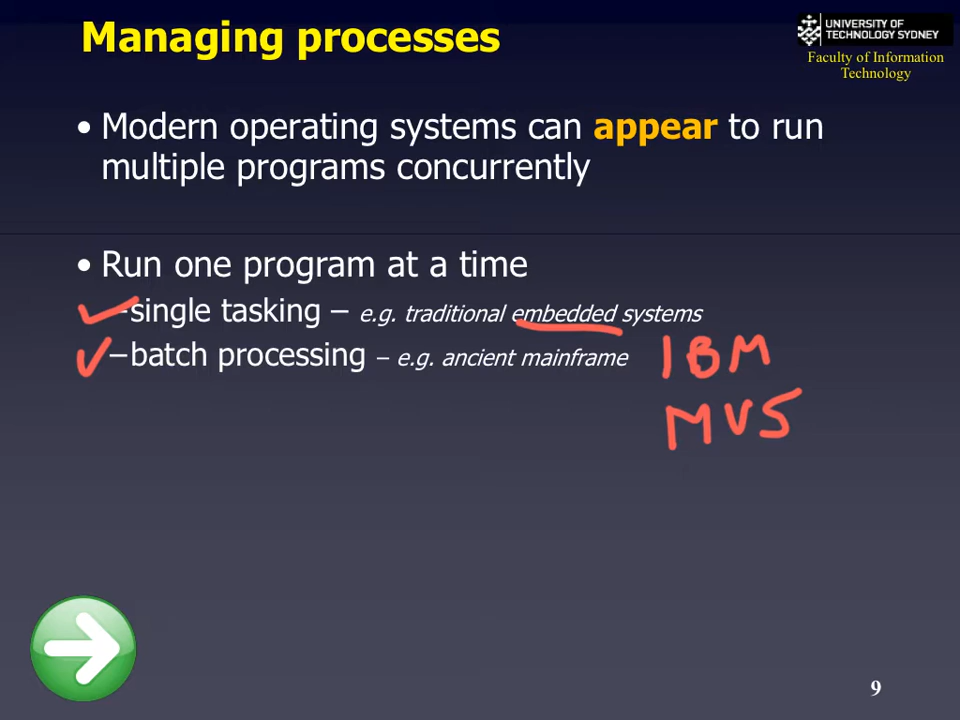 Managing processes
UNIVERSITY OF
TECHNOLOGY SYDNEY
Faculty of Information
Technology
• Modern operating systems can appear to run
multiple programs concurrently
• Run one program at a time
–single tasking – e.g. traditional embedded systems
–batch processing – e.g. ancient mainframe
IBM
MVS
9